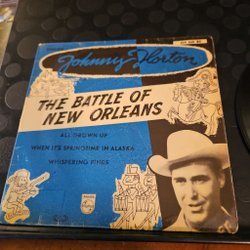 Johnny Horton
THE BATTLE OF
NEW ORLEANS
ALL GROWN UP
WHEN IT'S SPRINGTIME IN ALASKA
WHISPERING PINES